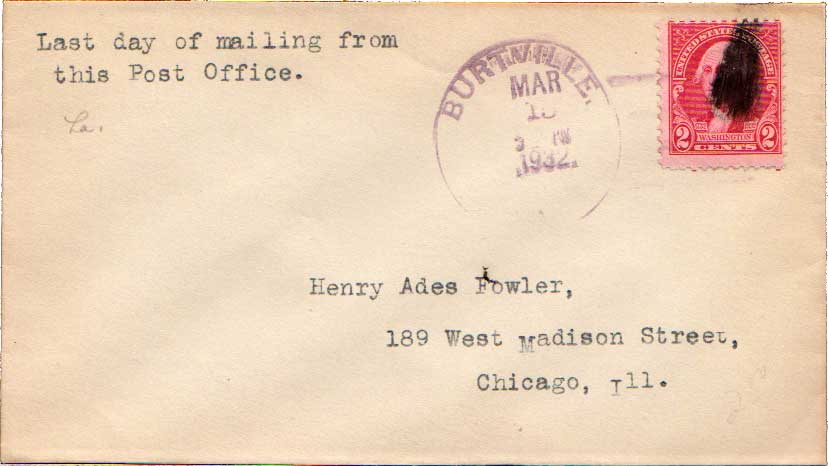 Last day of mailing from
this Post Office.
La.
BURTVILLE.
MAR
PM
1932.
UNITED STATES POSTAGE
WASHINGTON
2 CENTS 2
Henry Ades Fowler,
189 West Madison Street,
Chicago, Ill.